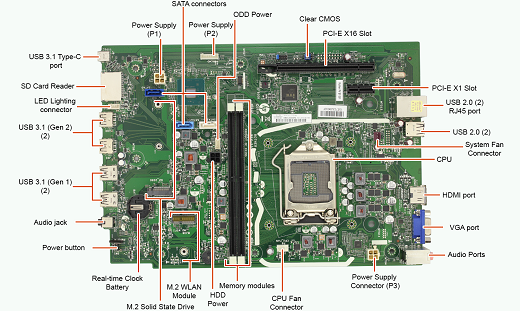 SATA connectors
ODD Power
Power Supply
(P1)
Power Supply
(P2)
Clear CMOS
PCI-E X16 Slot
USB 3.1 Type-C
port
SD Card Reader
LED Lighting
connector
USB 3.1 (Gen 2)
(2)
USB 3.1 (Gen 1)
(2)
Audio jack
Power button
Real-time Clock
Battery
M.2 Solid State Drive
M.2 WLAN
Module
HDD
Power
Memory modules
CPU Fan
Connector
Power Supply
Connector (P3)
PCI-E X1 Slot
USB 2.0 (2)
RJ45 port
USB 2.0 (2)
System Fan
Connector
CPU
HDMI port
VGA port
Audio Ports